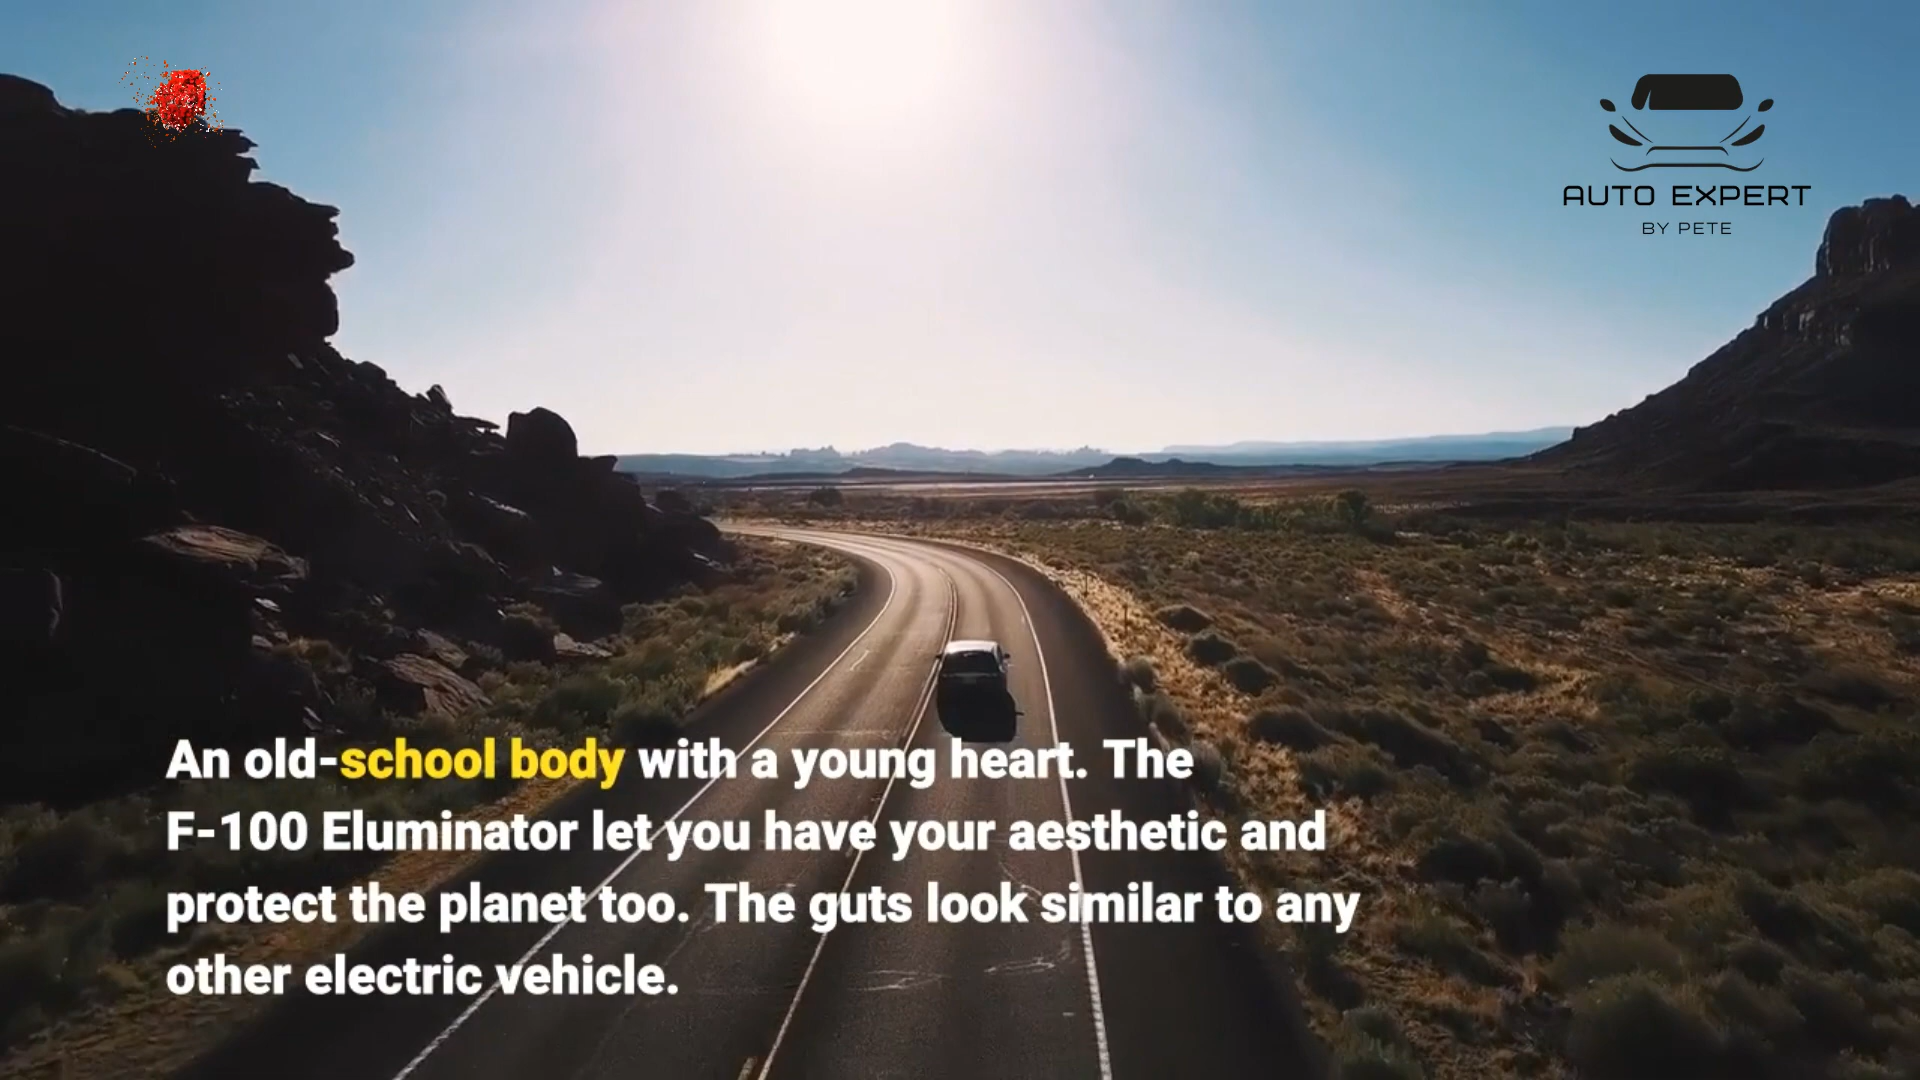 AUTO EXPERT
BY PETE
An old-school body with a young heart. The
F-100 Eluminator let you have your aesthetic and
protect the planet too. The guts look similar to any
other electric vehicle.